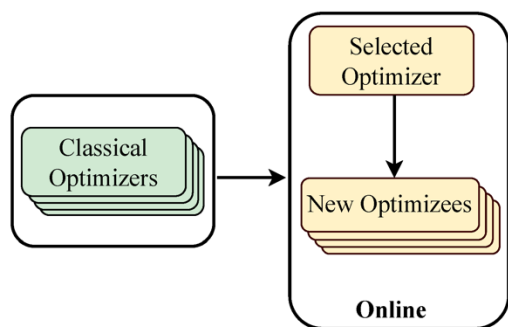 Selected
Optimizer
Classical
Optimizers
New Optimizees
Online